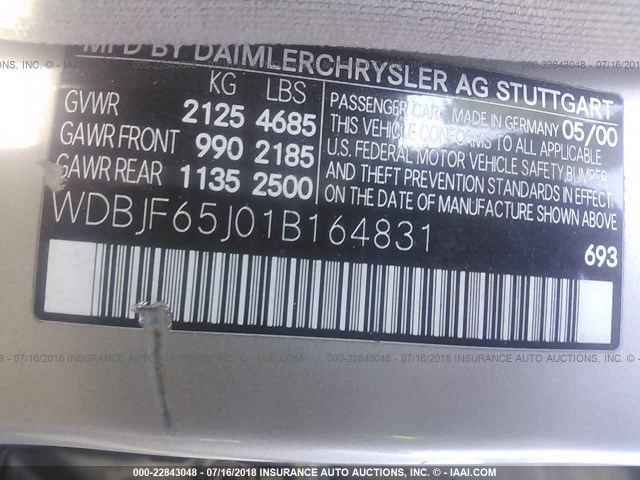 MFD BY DAIMLERCHRYSLER AG STUTTGART
KG LBS
GVWR 2125 4685
GAWR FRONT 990 2185
GAWR REAR 1135 2500
PASSENGER CAR MADE IN GERMANY 05/00
THIS VEHICLE CONFORMS TO ALL APPLICABLE
U.S. FEDERAL MOTOR VEHICLE SAFETY, BUMPER,
AND THEFT PREVENTION STANDARDS IN EFFECT
ON THE DATE OF MANUFACTURE SHOWN ABOVE.
WDBJF65J01B164831
693
000-22843048 - 07/16/2018 INSURANCE AUTO AUCTIONS, INC. © - IAAI.COM